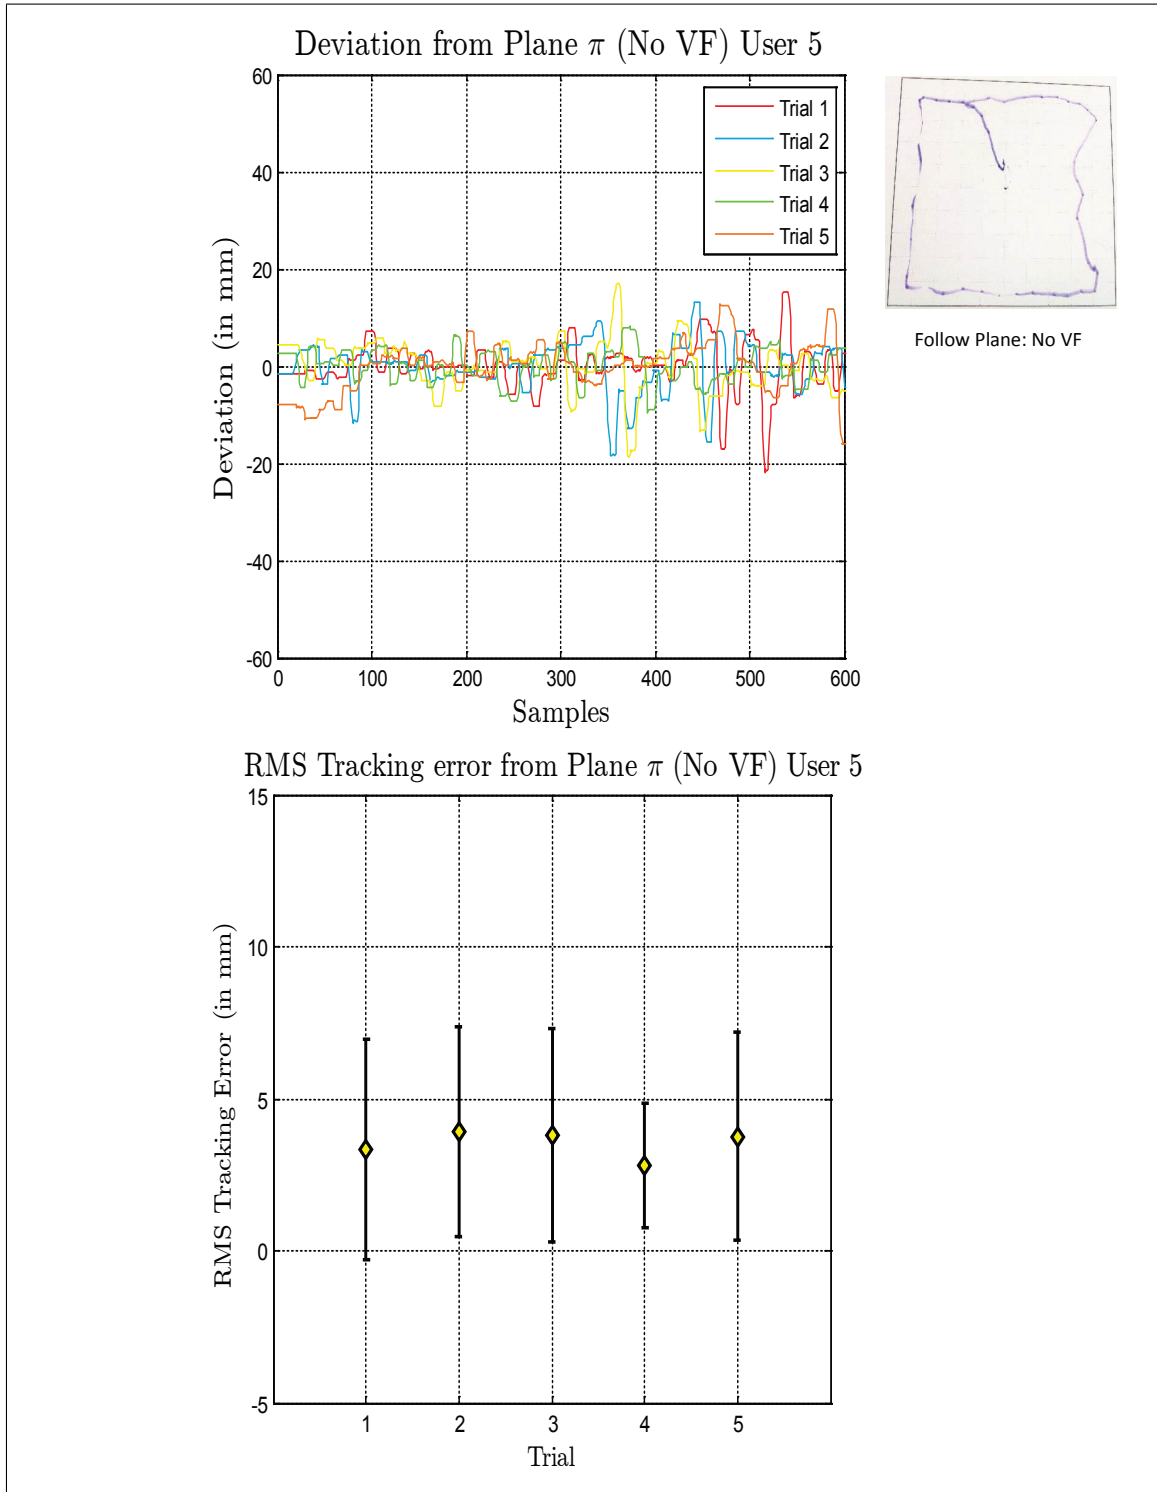 Deviation from Plane π (No VF) User 5
60
40
20
0
-20
-40
-60
Deviation (in mm)
Trial 1
Trial 2
Trial 3
Trial 4
Trial 5
0 100 200 300 400 500 600
Samples
Follow Plane: No VF
RMS Tracking error from Plane π (No VF) User 5
15
10
5
0
-5
RMS Tracking Error (in mm)
1 2 3 4 5
Trial